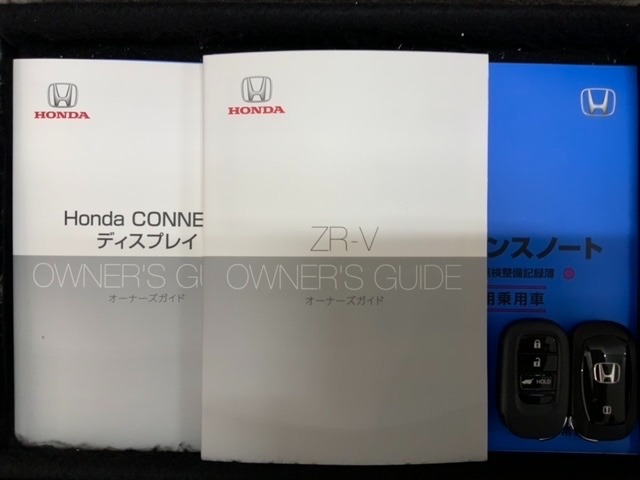 HONDA
Honda CONNE
ディスプレイ
OWNER'S GU
オーナーズガイド
HONDA
ZR-V
OWNER'S GUIDE
オーナーズガイド
ンスノート
検整備記録簿
用乗用車
HOLD